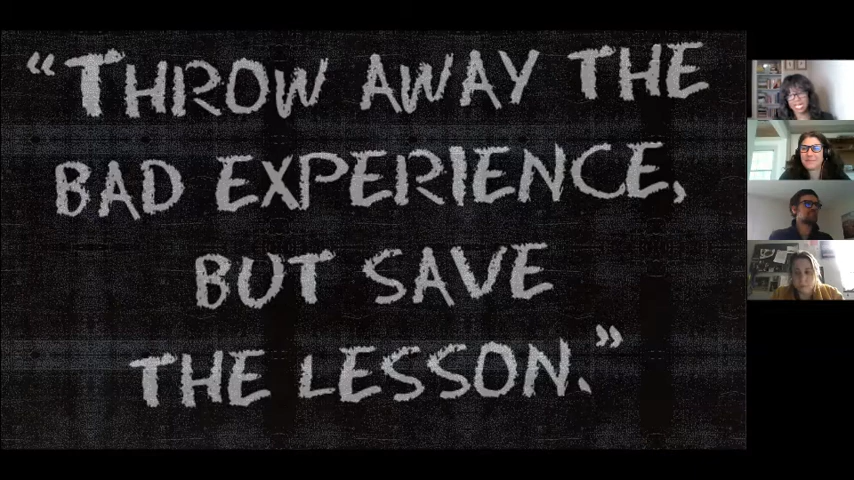 “THROW AWAY THE
BAD EXPERIENCE,
BUT SAVE
THE LESSON.”